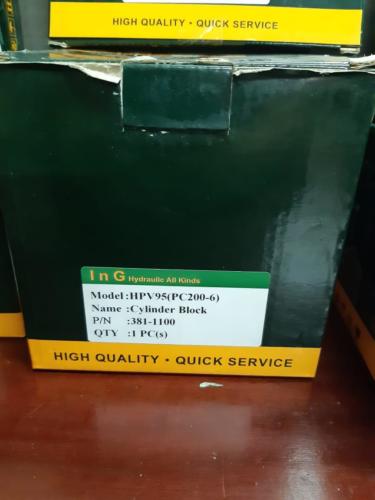 HIGH QUALITY • QUICK SERVICE
I n G Hydraulic All Kinds
Model :HPV95(PC200-6)
Name :Cylinder Block
P/N :381-1100
QTY :1 PC(s)
HIGH QUALITY • QUICK SERVICE